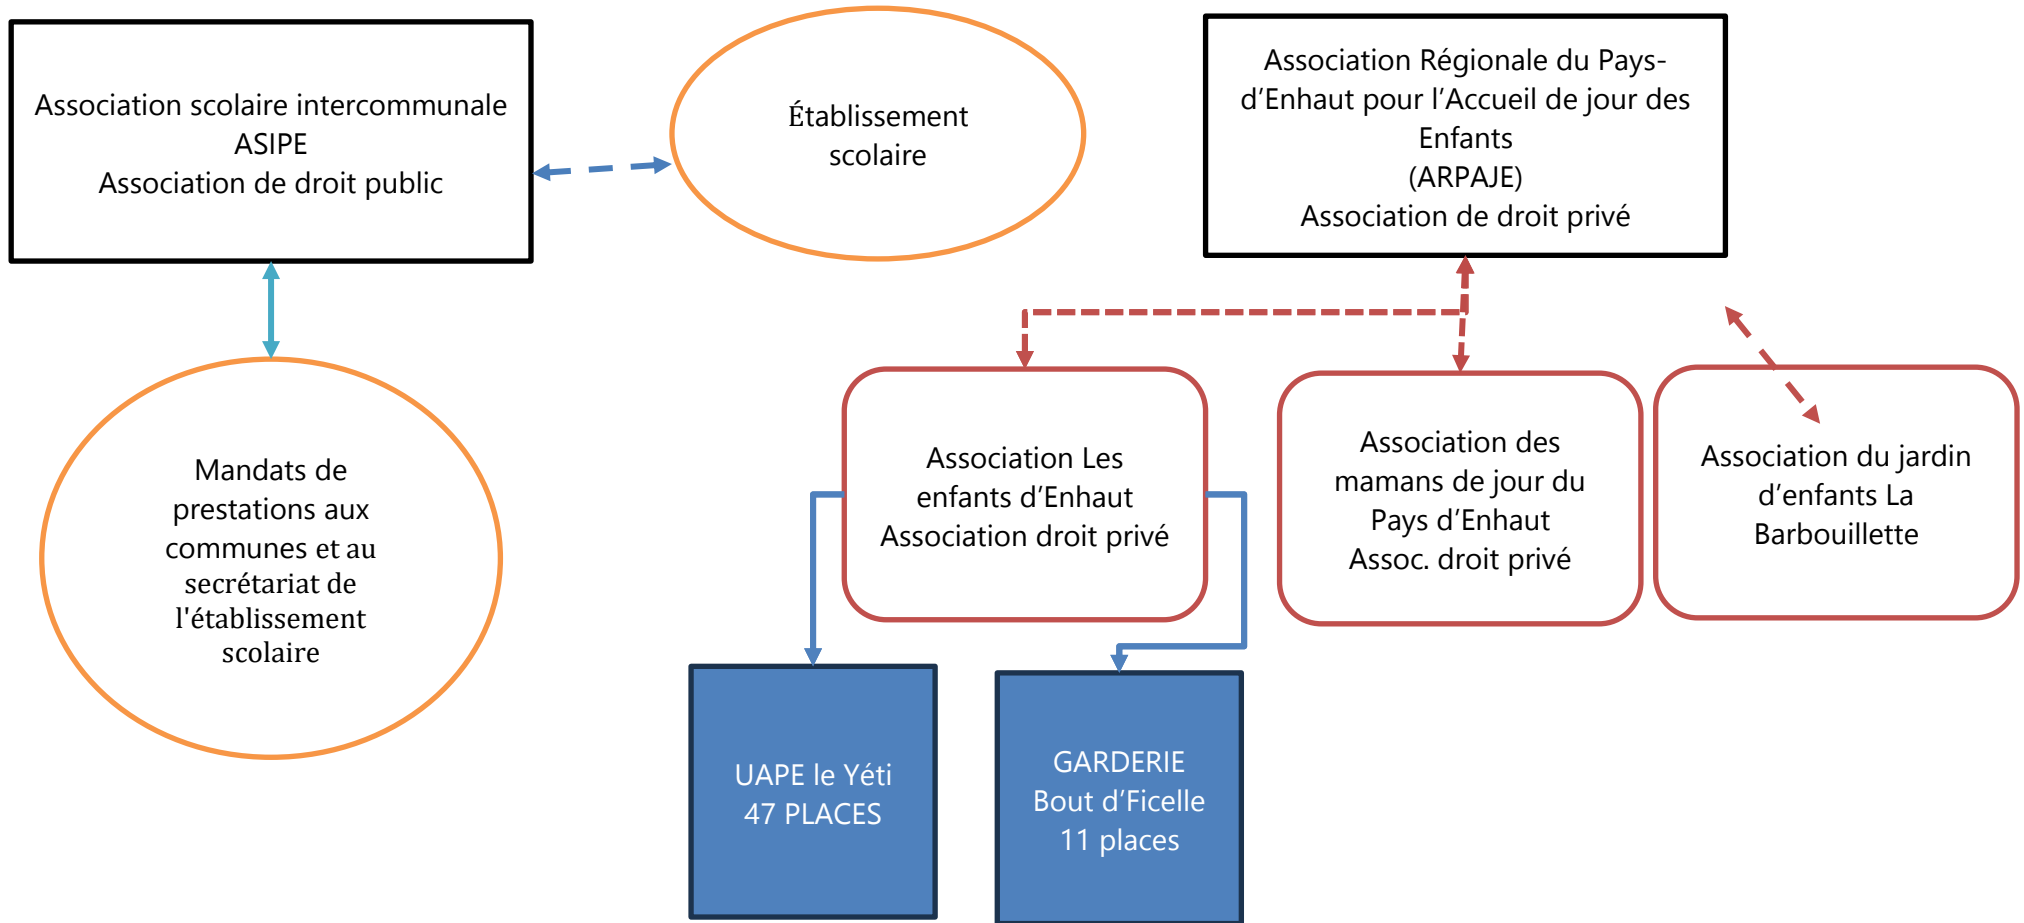 Association scolaire intercommunale
ASIPE
Association de droit public
Établissement
scolaire
Association Régionale du Pays-
d’Enhaut pour l’Accueil de jour des
Enfants
(ARPAJE)
Association de droit privé
Mandats de
prestations aux
communes et au
secrétariat de
l'établissement
scolaire
Association Les
enfants d’Enhaut
Association droit privé
Association des
mamans de jour du
Pays d’Enhaut
Assoc. droit privé
Association du jardin
d’enfants La
Barbouillette
UAPE le Yéti
47 PLACES
GARDERIE
Bout d’Ficelle
11 places